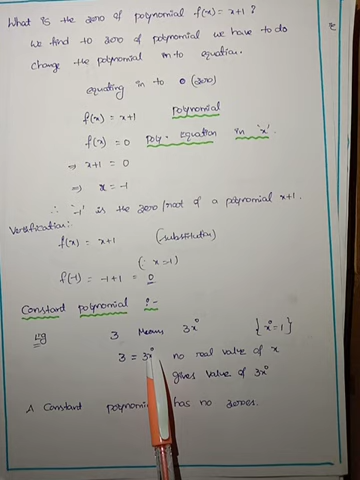 What is the zero of polynomial f(x) = x+1?
We find to zero of polynomial we have to do
change the polynomial in to equation.
equating in to 0 (zero)
f(x) = x+1 polynomial
f(x) = 0 poly. Equation in 'x'.
⇒ x+1 = 0
⇒ x = -1
∴ '-1' is the zero/root of a polynomial x+1.
Verification:
f(x) = x+1 (substitution)
(∵ x=-1)
f(-1) = -1+1 = 0
Constant polynomial :-
Eg 3 Means 3x⁰ {x⁰=1}
3 = 3x⁰ no real value of x
gives value of 3x⁰
A Constant polynomial has no zeroes.